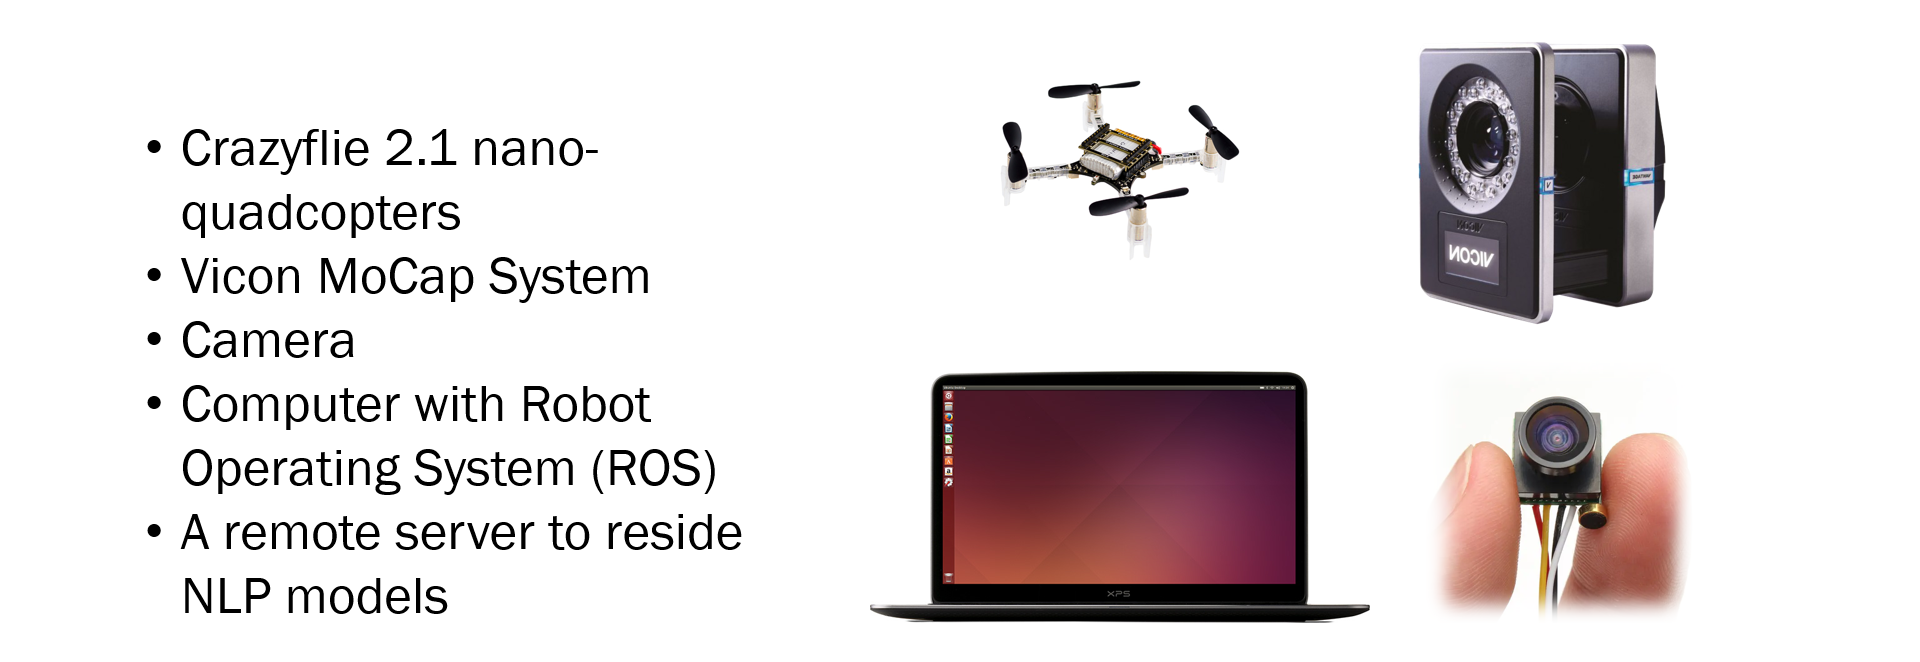 • Crazyflie 2.1 nano-
quadcopters
• Vicon MoCap System
• Camera
• Computer with Robot
Operating System (ROS)
• A remote server to reside
NLP models
VICON
VICON
XPS